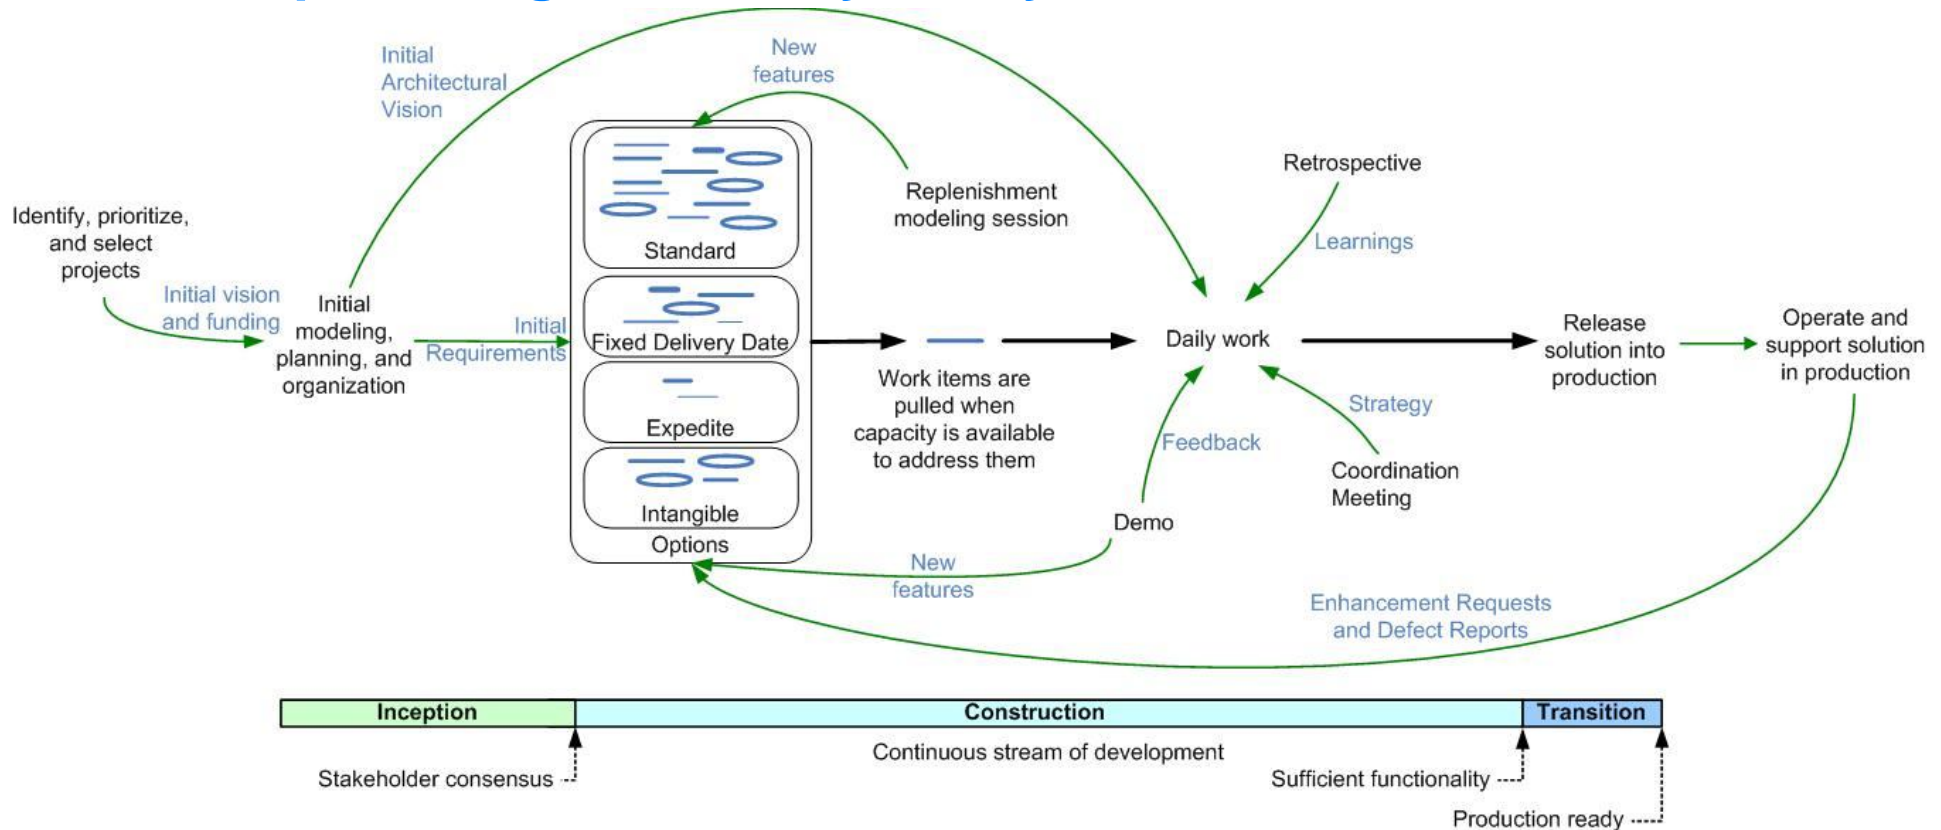 Initial
Architectural
Vision
New
features
Retrospective
Replenishment
modeling session
Identify, prioritize,
and select
projects
Learnings
Standard
Initial vision
and funding
Initial
modeling,
planning, and
organization
Initial
Requirements
Fixed Delivery Date
Daily work
Release
solution into
production
Operate and
support solution
in production
Work items are
pulled when
capacity is available
to address them
Expedite
Strategy
Feedback
Coordination
Meeting
Intangible
Options
Demo
New
features
Enhancement Requests
and Defect Reports
Inception
Construction
Transition
Continuous stream of development
Stakeholder consensus
Sufficient functionality
Production ready